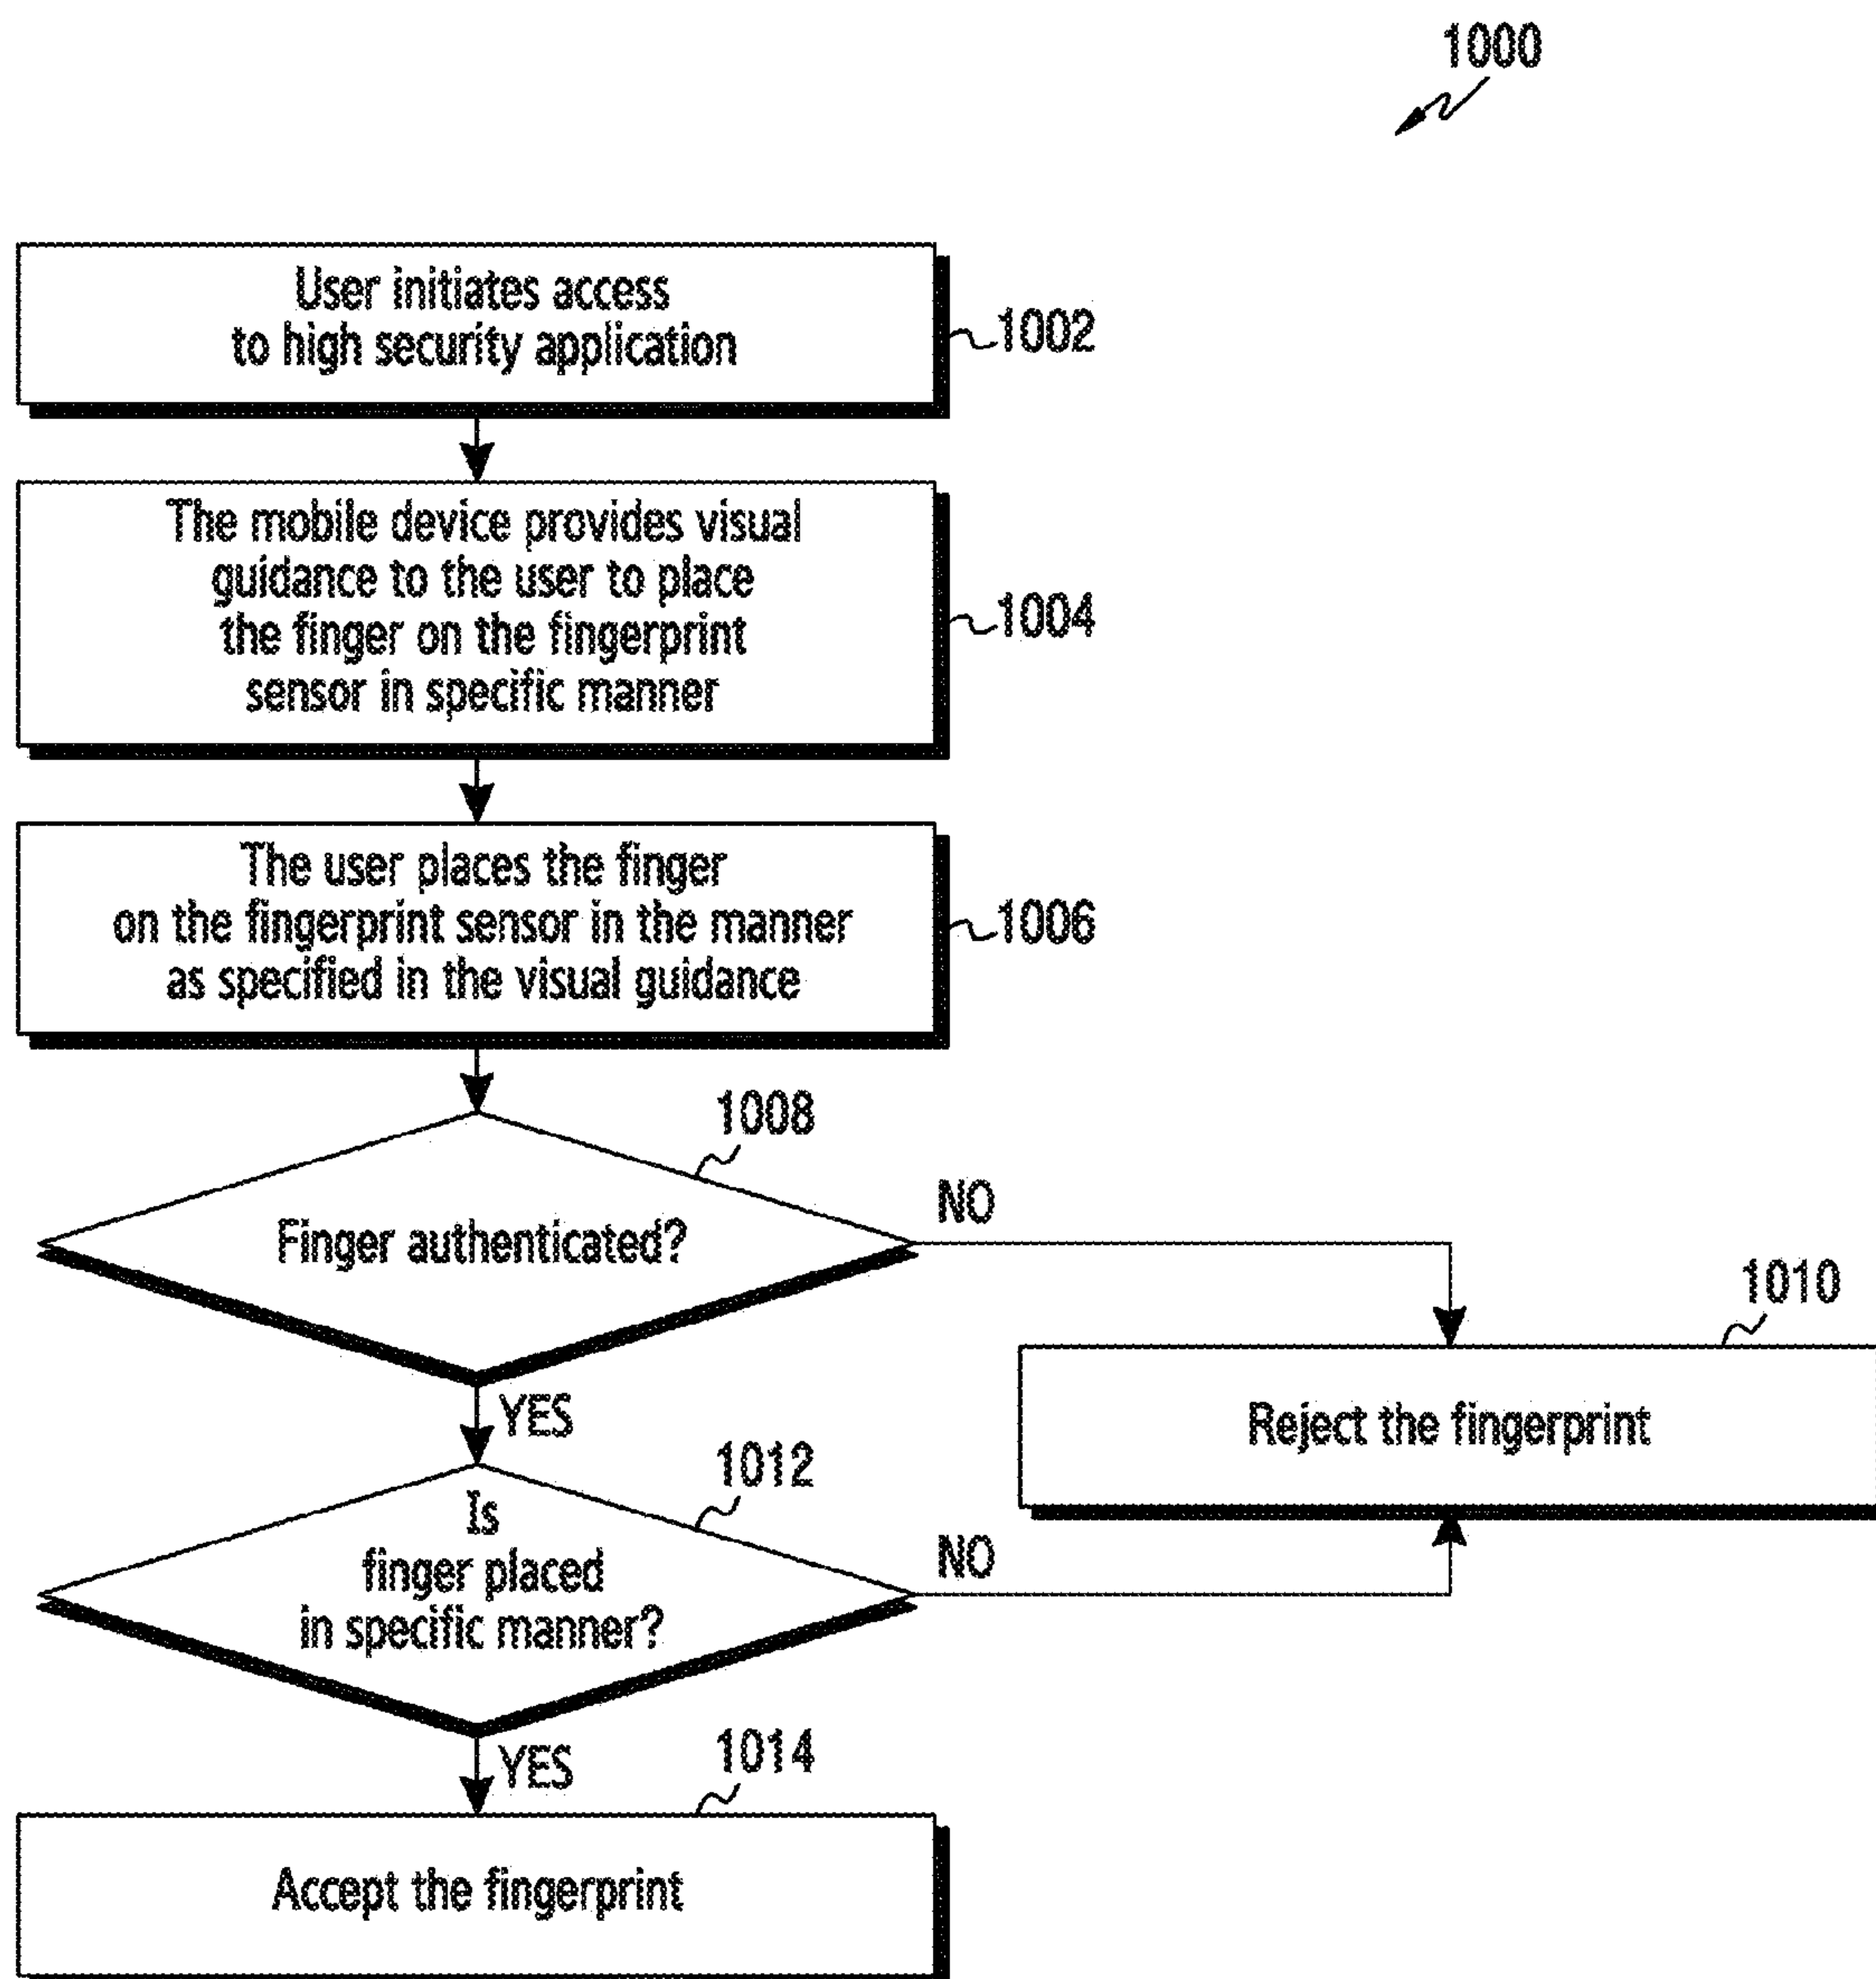 1000
User initiates access
to high security application
1002
The mobile device provides visual
guidance to the user to place
the finger on the fingerprint
sensor in specific manner
1004
The user places the finger
on the fingerprint sensor in the manner
as specified in the visual guidance
1006
1008
Finger authenticated?
NO
YES
1010
Reject the fingerprint
1012
Is
finger placed
in specific manner?
NO
YES
1014
Accept the fingerprint